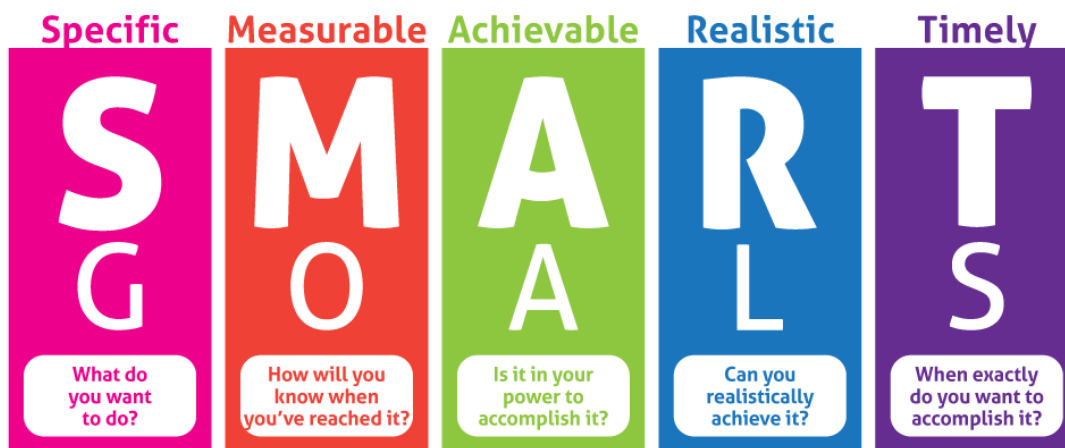 Specific Measurable Achievable Realistic Timely
S M A R T
G O A L S
What do
you want
to do?
How will you
know when
you've reached it?
Is it in your
power to
accomplish it?
Can you
realistically
achieve it?
When exactly
do you want to
accomplish it?